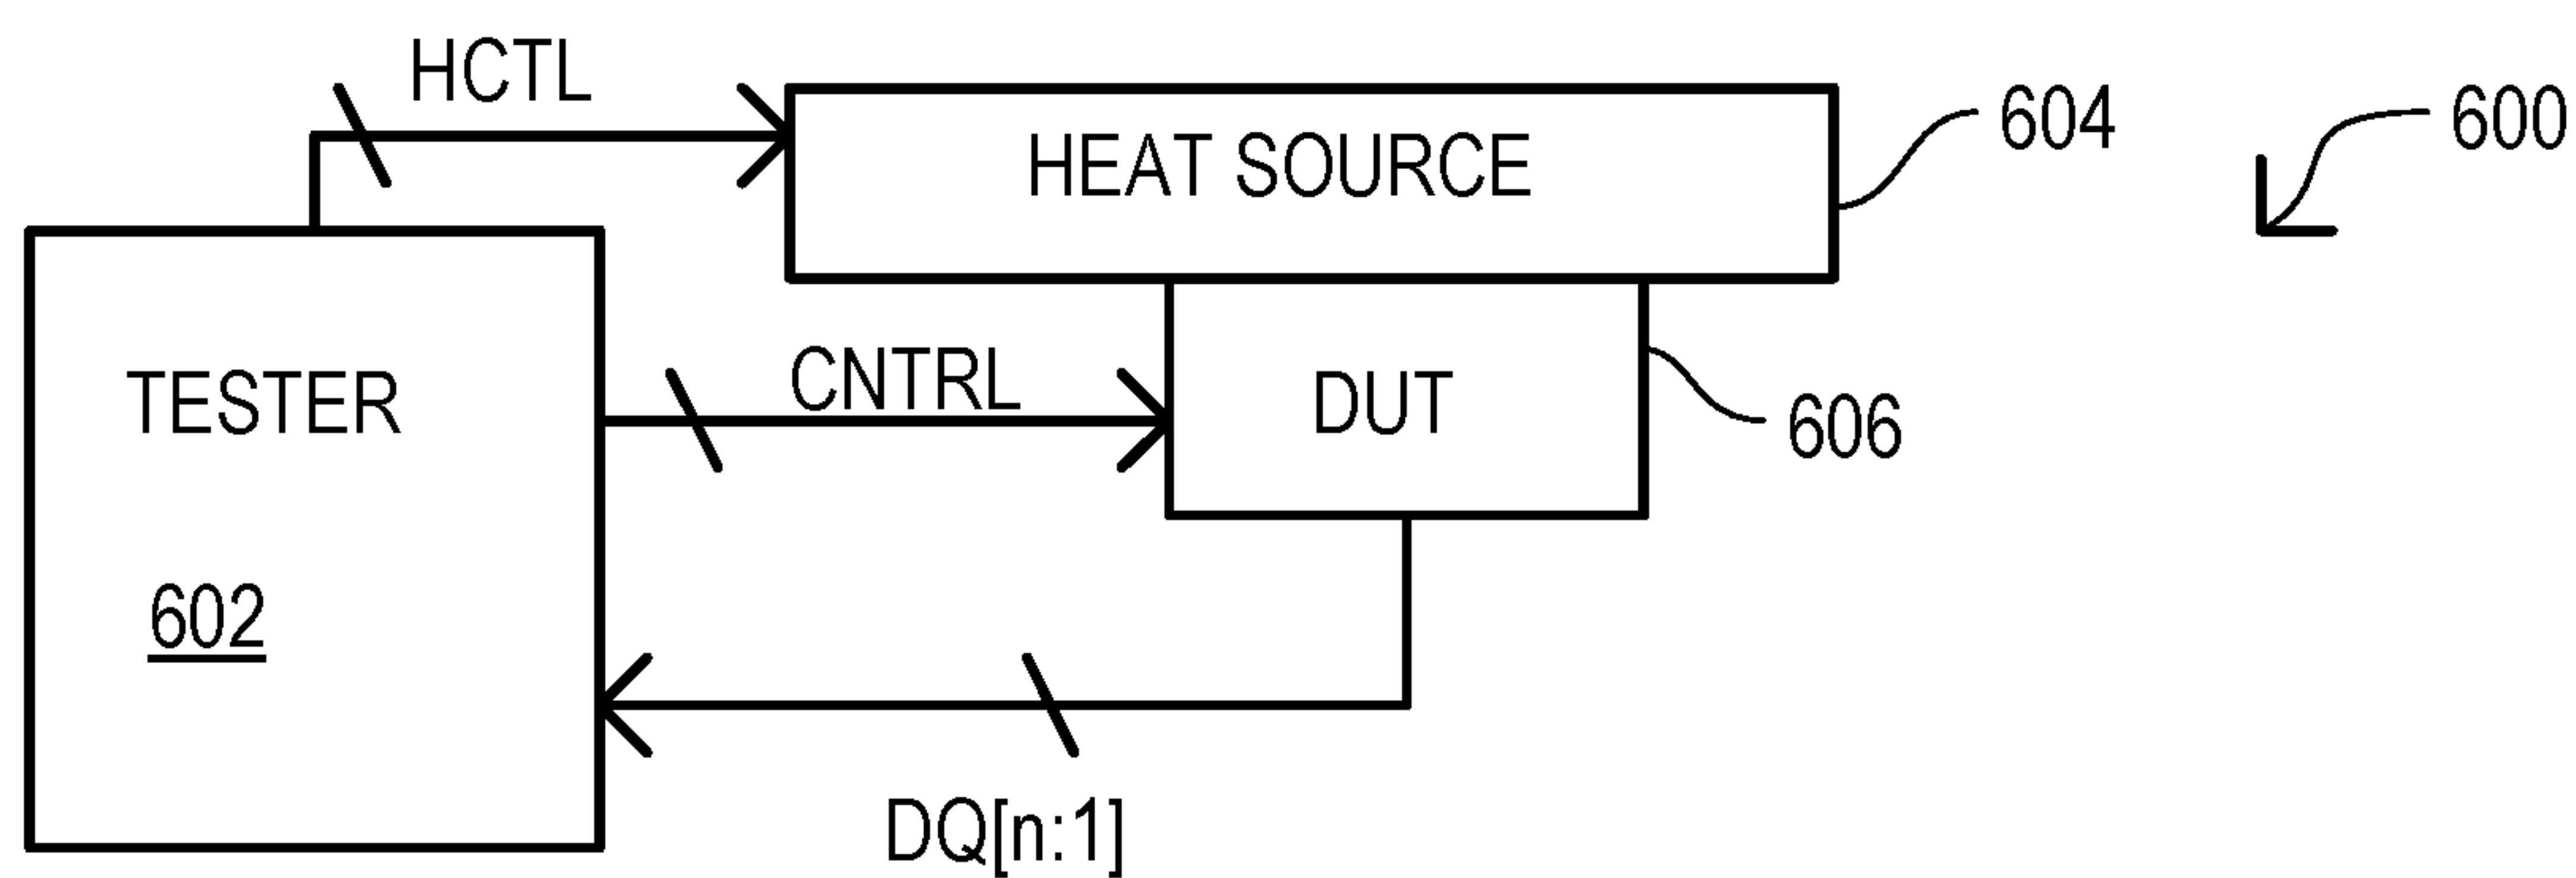 HCTL
HEAT SOURCE
604
600
TESTER
602
CNTRL
DUT
606
DQ[n:1]